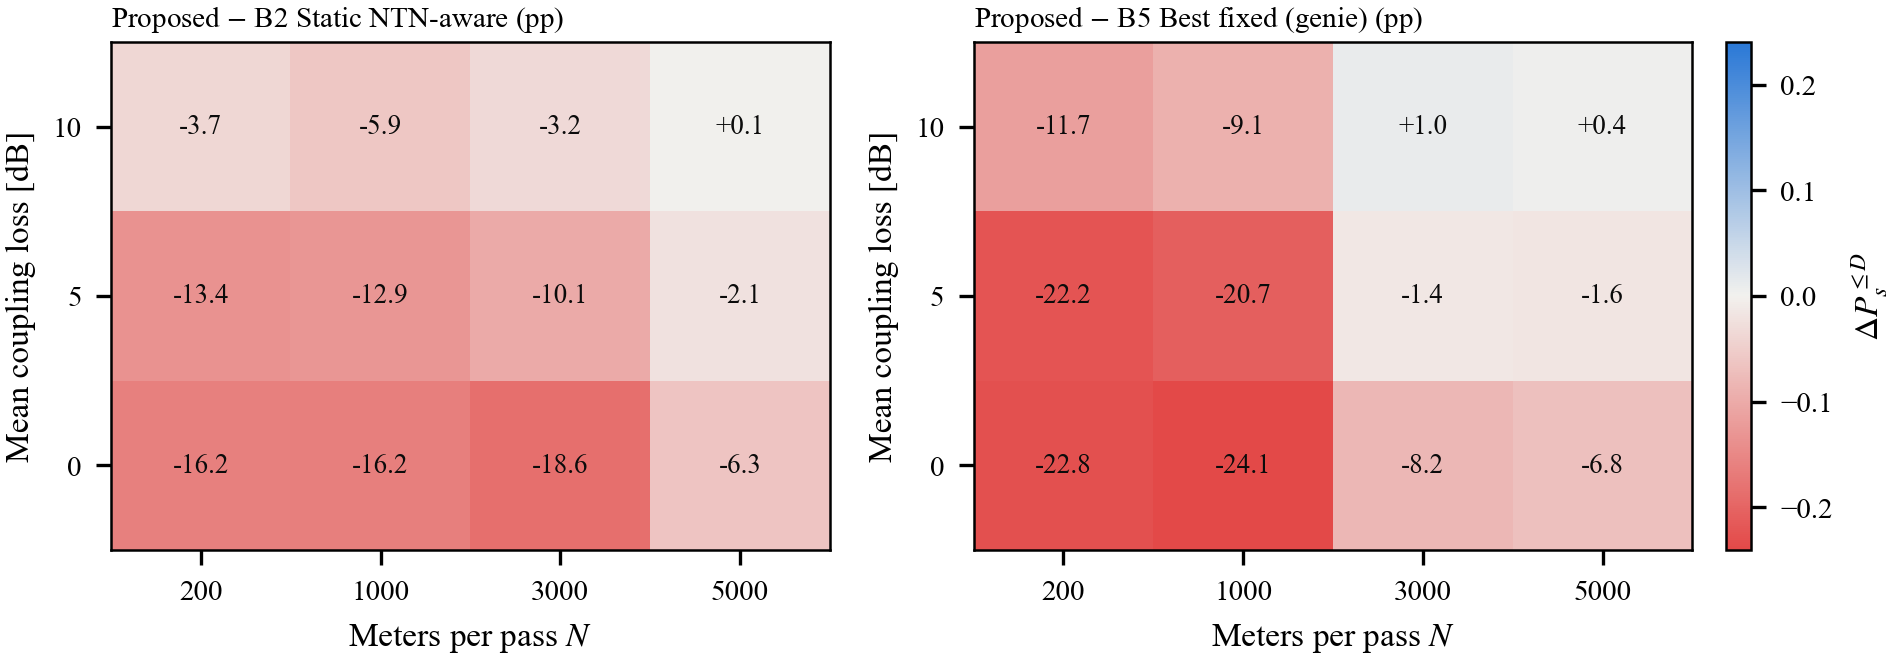 Proposed − B2 Static NTN-aware (pp)
Mean coupling loss [dB]
10
5
0
-3.7 -5.9 -3.2 +0.1
-13.4 -12.9 -10.1 -2.1
-16.2 -16.2 -18.6 -6.3
200 1000 3000 5000
Meters per pass N
Proposed − B5 Best fixed (genie) (pp)
Mean coupling loss [dB]
10
5
0
-11.7 -9.1 +1.0 +0.4
-22.2 -20.7 -1.4 -1.6
-22.8 -24.1 -8.2 -6.8
200 1000 3000 5000
Meters per pass N
0.2
0.1
0.0
−0.1
−0.2
ΔP_s^{≤D}